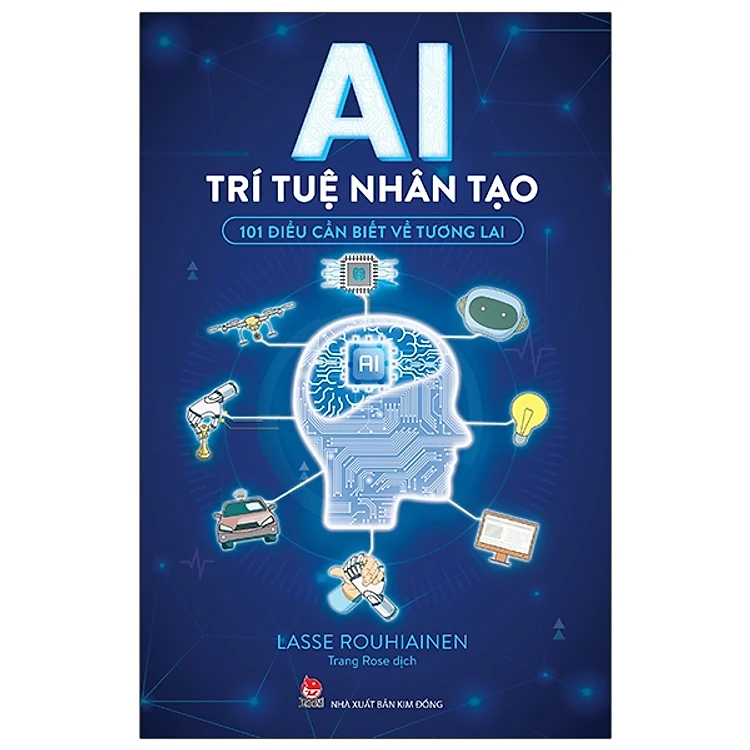 AI
TRÍ TUỆ NHÂN TẠO
101 ĐIỀU CẦN BIẾT VỀ TƯƠNG LAI
AI
LASSE ROUHIAINEN
Trang Rose dịch
NHÀ XUẤT BẢN KIM ĐỒNG